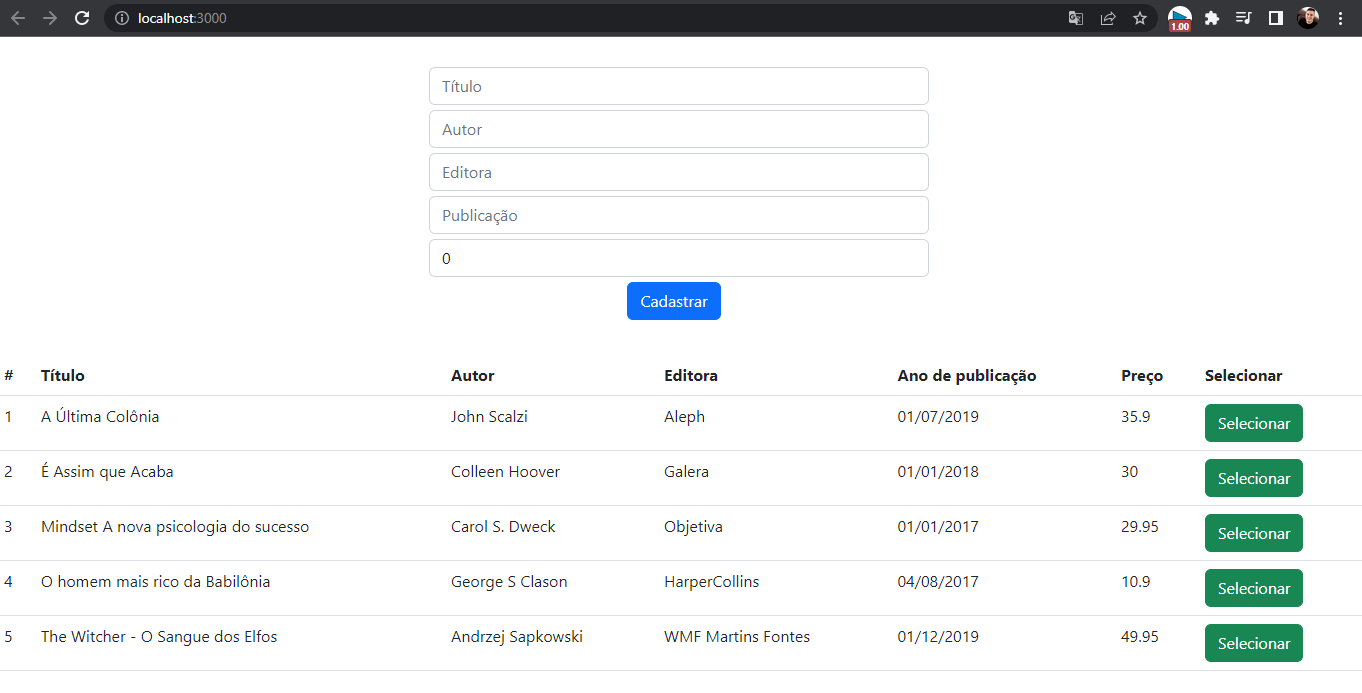 localhost:3000
1.00
Título
Autor
Editora
Publicação
0
Cadastrar
# Título Autor Editora Ano de publicação Preço Selecionar
1 A Última Colônia John Scalzi Aleph 01/07/2019 35.9 Selecionar
2 É Assim que Acaba Colleen Hoover Galera 01/01/2018 30 Selecionar
3 Mindset A nova psicologia do sucesso Carol S. Dweck Objetiva 01/01/2017 29.95 Selecionar
4 O homem mais rico da Babilônia George S Clason HarperCollins 04/08/2017 10.9 Selecionar
5 The Witcher - O Sangue dos Elfos Andrzej Sapkowski WMF Martins Fontes 01/12/2019 49.95 Selecionar